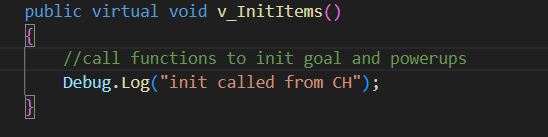 public virtual void v_InitItems()
{
//call functions to init goal and powerups
Debug.Log("init called from CH");
}